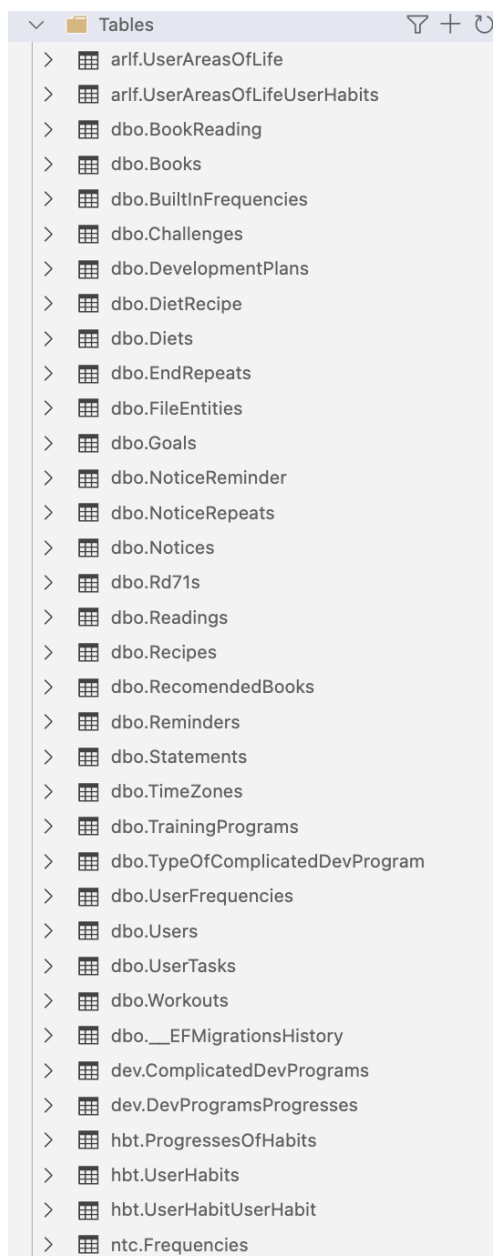 Tables
arlf.UserAreasOfLife
arlf.UserAreasOfLifeUserHabits
dbo.BookReading
dbo.Books
dbo.BuiltInFrequencies
dbo.Challenges
dbo.DevelopmentPlans
dbo.DietRecipe
dbo.Diets
dbo.EndRepeats
dbo.FileEntities
dbo.Goals
dbo.NoticeReminder
dbo.NoticeRepeats
dbo.Notices
dbo.Rd71s
dbo.Readings
dbo.Recipes
dbo.RecomendedBooks
dbo.Reminders
dbo.Statements
dbo.TimeZones
dbo.TrainingPrograms
dbo.TypeOfComplicatedDevProgram
dbo.UserFrequencies
dbo.Users
dbo.UserTasks
dbo.Workouts
dbo.__EFMigrationsHistory
dev.ComplicatedDevPrograms
dev.DevProgramsProgresses
hbt.ProgressesOfHabits
hbt.UserHabits
hbt.UserHabitUserHabit
ntc.Frequencies